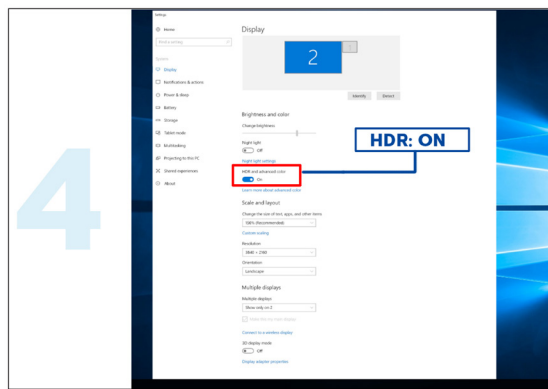 4
Settings
Home
Display
Find a setting
System
2
1
Display
Notifications & actions
Power & sleep
Identify
Detect
Battery
Storage
Brightness and color
Tablet mode
Change brightness
Multitasking
Night light
Off
Projecting to this PC
Night light settings
Shared experiences
HDR and advanced color
On
About
Learn more about advanced color
HDR: ON
Scale and layout
Change the size of text, apps, and other items
150% (Recommended)
Custom scaling
Resolution
3840 × 2160
Orientation
Landscape
Multiple displays
Multiple displays
Show only on 2
Connect to a wireless display
3D display mode
Off
Display adapter properties